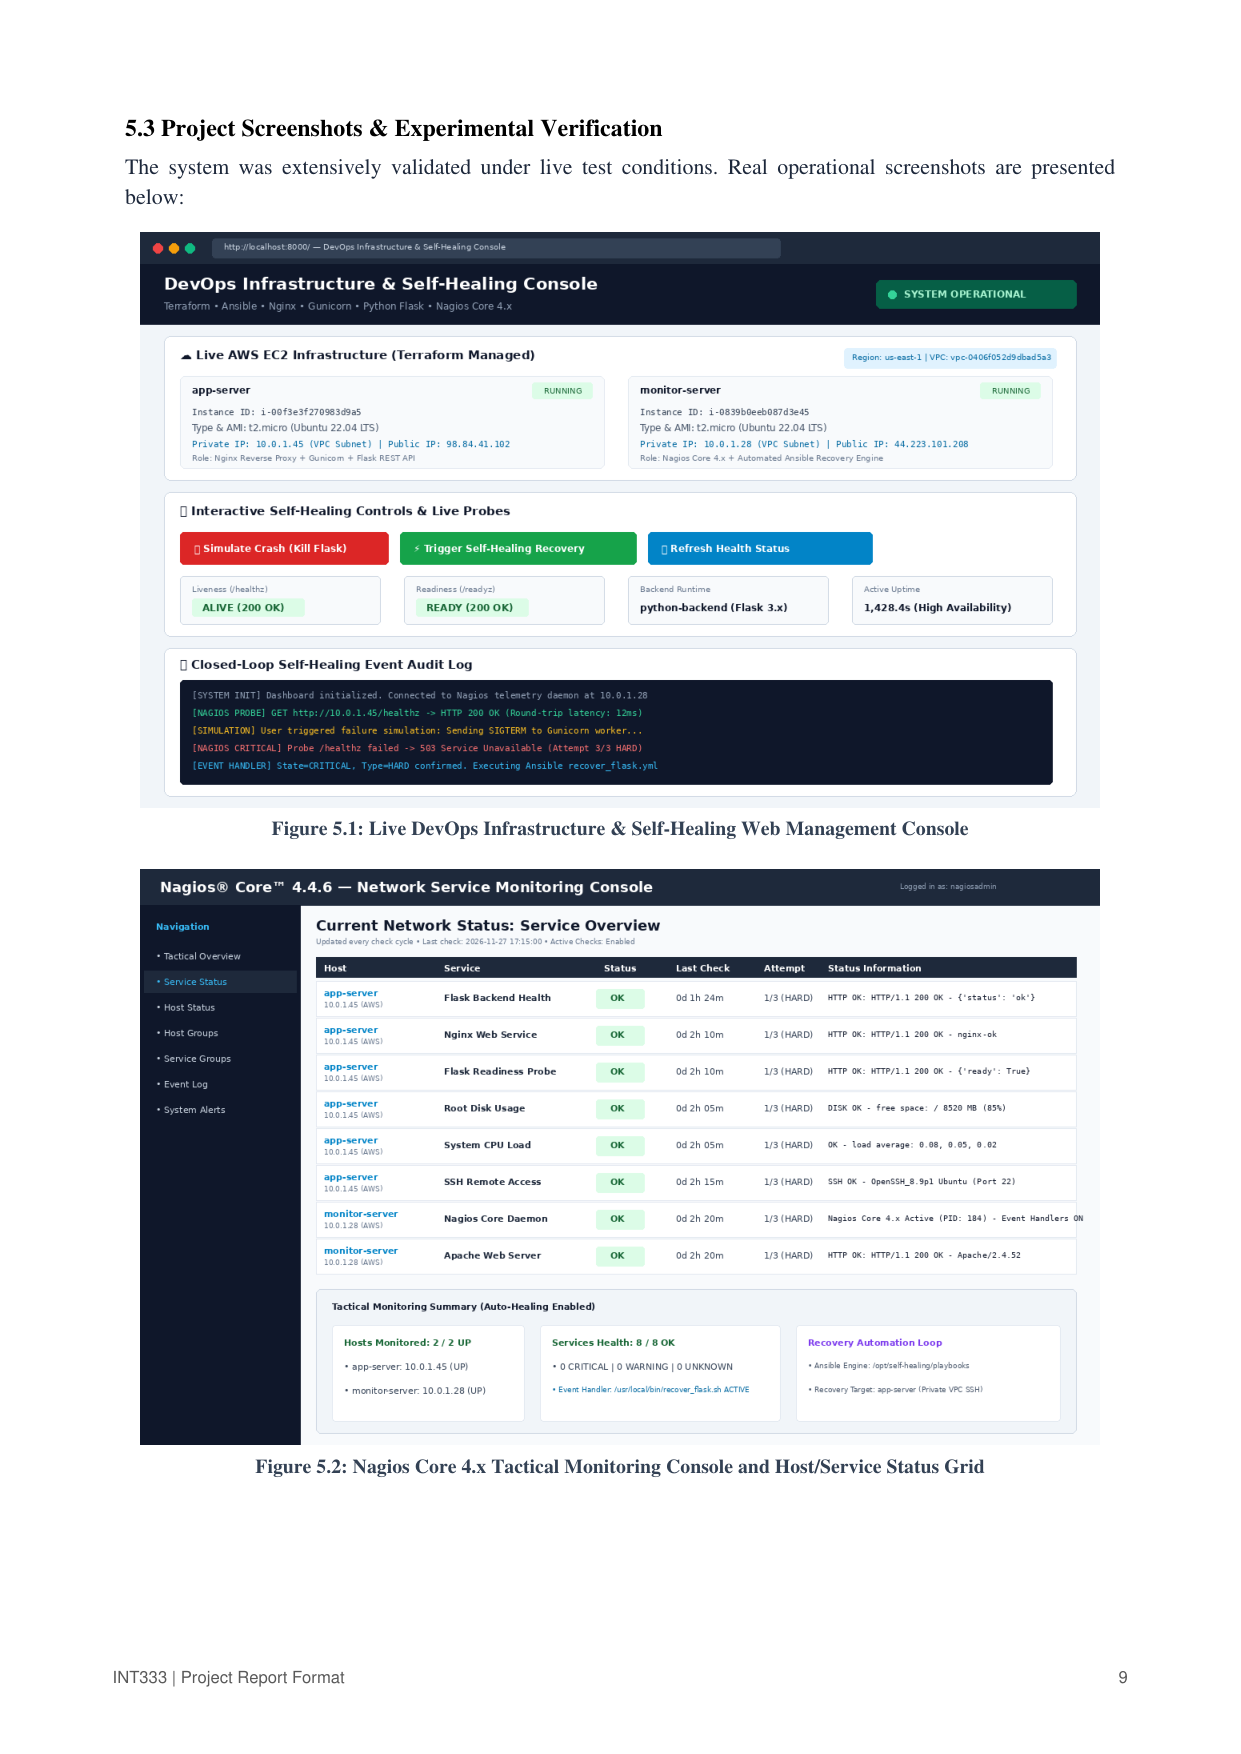 5.3 Project Screenshots & Experimental Verification
The system was extensively validated under live test conditions. Real operational screenshots are presented
below:
http://localhost:8000/ — DevOps Infrastructure & Self-Healing Console
DevOps Infrastructure & Self-Healing Console
Terraform • Ansible • Nginx • Gunicorn • Python Flask • Nagios Core 4.x
SYSTEM OPERATIONAL
☁ Live AWS EC2 Infrastructure (Terraform Managed)
Region: us-east-1 | VPC: vpc-0406f052d9dbad5a3
app-server
RUNNING
Instance ID: i-00f3e3f270983d9a5
Type & AMI: t2.micro (Ubuntu 22.04 LTS)
Private IP: 10.0.1.45 (VPC Subnet) | Public IP: 98.84.41.102
Role: Nginx Reverse Proxy + Gunicorn + Flask REST API
monitor-server
RUNNING
Instance ID: i-0839b0eeb087d3e45
Type & AMI: t2.micro (Ubuntu 22.04 LTS)
Private IP: 10.0.1.28 (VPC Subnet) | Public IP: 44.223.101.208
Role: Nagios Core 4.x + Automated Ansible Recovery Engine
Interactive Self-Healing Controls & Live Probes
Simulate Crash (Kill Flask)
⚡ Trigger Self-Healing Recovery
Refresh Health Status
Liveness (/healthz)
ALIVE (200 OK)
Readiness (/readyz)
READY (200 OK)
Backend Runtime
python-backend (Flask 3.x)
Active Uptime
1,428.4s (High Availability)
Closed-Loop Self-Healing Event Audit Log
[SYSTEM INIT] Dashboard initialized. Connected to Nagios telemetry daemon at 10.0.1.28
[NAGIOS PROBE] GET http://10.0.1.45/healthz -> HTTP 200 OK (Round-trip latency: 12ms)
[SIMULATION] User triggered failure simulation: Sending SIGTERM to Gunicorn worker...
[NAGIOS CRITICAL] Probe /healthz failed -> 503 Service Unavailable (Attempt 3/3 HARD)
[EVENT HANDLER] State=CRITICAL, Type=HARD confirmed. Executing Ansible recover_flask.yml
Figure 5.1: Live DevOps Infrastructure & Self-Healing Web Management Console
Nagios® Core™ 4.4.6 — Network Service Monitoring Console
Logged in as: nagiosadmin
Navigation
• Tactical Overview
• Service Status
• Host Status
• Host Groups
• Service Groups
• Event Log
• System Alerts
Current Network Status: Service Overview
Updated every check cycle • Last check: 2026-11-27 17:15:00 • Active Checks: Enabled
Host Service Status Last Check Attempt Status Information
app-server Flask Backend Health OK 0d 1h 24m 1/3 (HARD) HTTP OK: HTTP/1.1 200 OK - {'status': 'ok'}
10.0.1.45 (AWS)
app-server Nginx Web Service OK 0d 2h 10m 1/3 (HARD) HTTP OK: HTTP/1.1 200 OK - nginx-ok
10.0.1.45 (AWS)
app-server Flask Readiness Probe OK 0d 2h 10m 1/3 (HARD) HTTP OK: HTTP/1.1 200 OK - {'ready': True}
10.0.1.45 (AWS)
app-server Root Disk Usage OK 0d 2h 05m 1/3 (HARD) DISK OK - free space: / 8520 MB (85%)
10.0.1.45 (AWS)
app-server System CPU Load OK 0d 2h 05m 1/3 (HARD) OK - load average: 0.08, 0.05, 0.02
10.0.1.45 (AWS)
app-server SSH Remote Access OK 0d 2h 15m 1/3 (HARD) SSH OK - OpenSSH_8.9p1 Ubuntu (Port 22)
10.0.1.45 (AWS)
monitor-server Nagios Core Daemon OK 0d 2h 20m 1/3 (HARD) Nagios Core 4.x Active (PID: 184) - Event Handlers ON
10.0.1.28 (AWS)
monitor-server Apache Web Server OK 0d 2h 20m 1/3 (HARD) HTTP OK: HTTP/1.1 200 OK - Apache/2.4.52
10.0.1.28 (AWS)
Tactical Monitoring Summary (Auto-Healing Enabled)
Hosts Monitored: 2 / 2 UP
• app-server: 10.0.1.45 (UP)
• monitor-server: 10.0.1.28 (UP)
Services Health: 8 / 8 OK
• 0 CRITICAL | 0 WARNING | 0 UNKNOWN
• Event Handler: /usr/local/bin/recover_flask.sh ACTIVE
Recovery Automation Loop
• Ansible Engine: /opt/self-healing/playbooks
• Recovery Target: app-server (Private VPC SSH)
Figure 5.2: Nagios Core 4.x Tactical Monitoring Console and Host/Service Status Grid
INT333 | Project Report Format 9